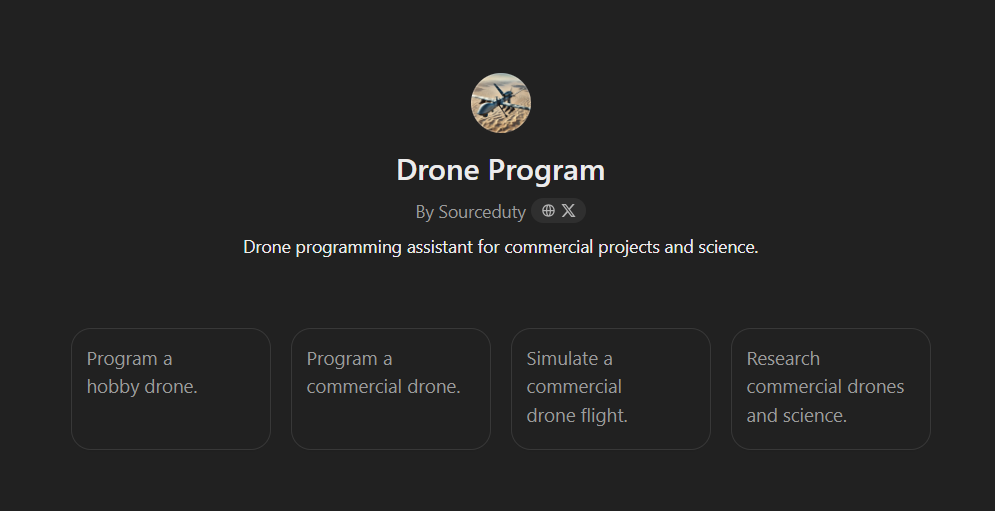 Drone Program
By Sourceduty
Drone programming assistant for commercial projects and science.
Program a
hobby drone.
Program a
commercial drone.
Simulate a
commercial
drone flight.
Research
commercial drones
and science.